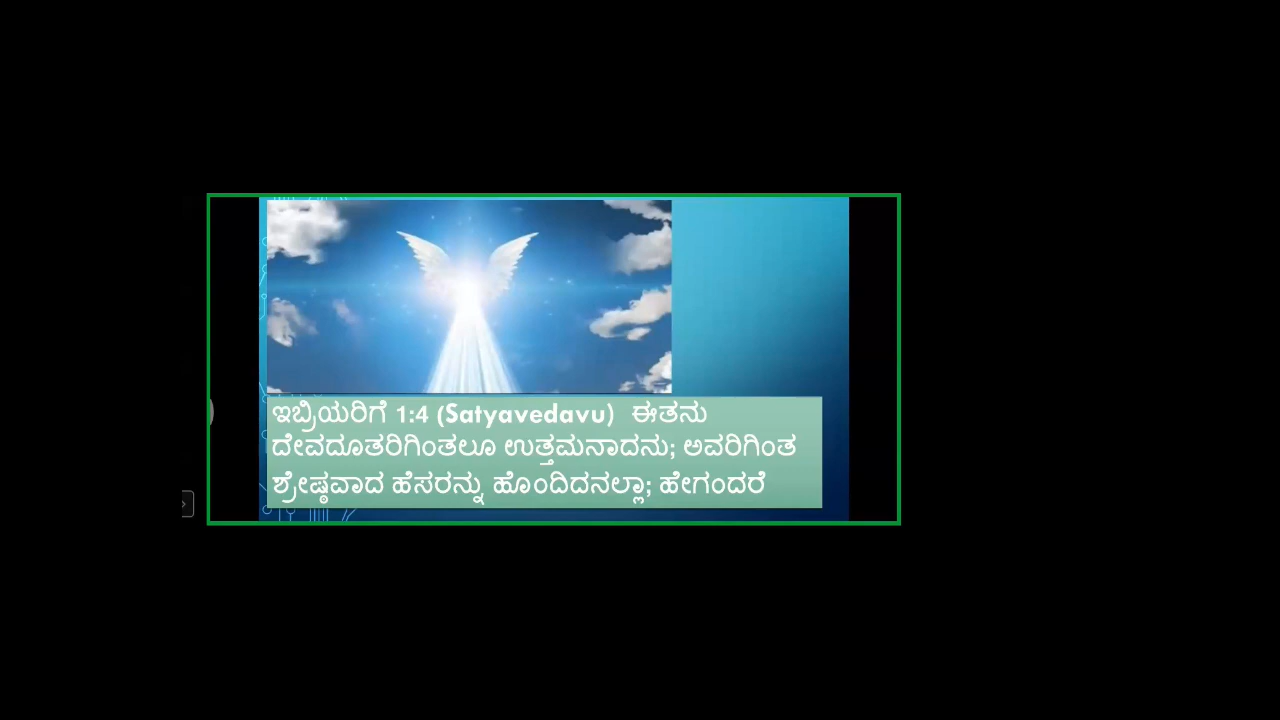 ಇಬ್ರಿಯರಿಗೆ 1:4 (Satyavedavu) ಈತನು
ದೇವದೂತರಿಗಿಂತಲೂ ಉತ್ತಮನಾದನು; ಅವರಿಗಿಂತ
ಶ್ರೇಷ್ಠವಾದ ಹೆಸರನ್ನು ಹೊಂದಿದನಲ್ಲಾ; ಹೇಗಂದರೆ